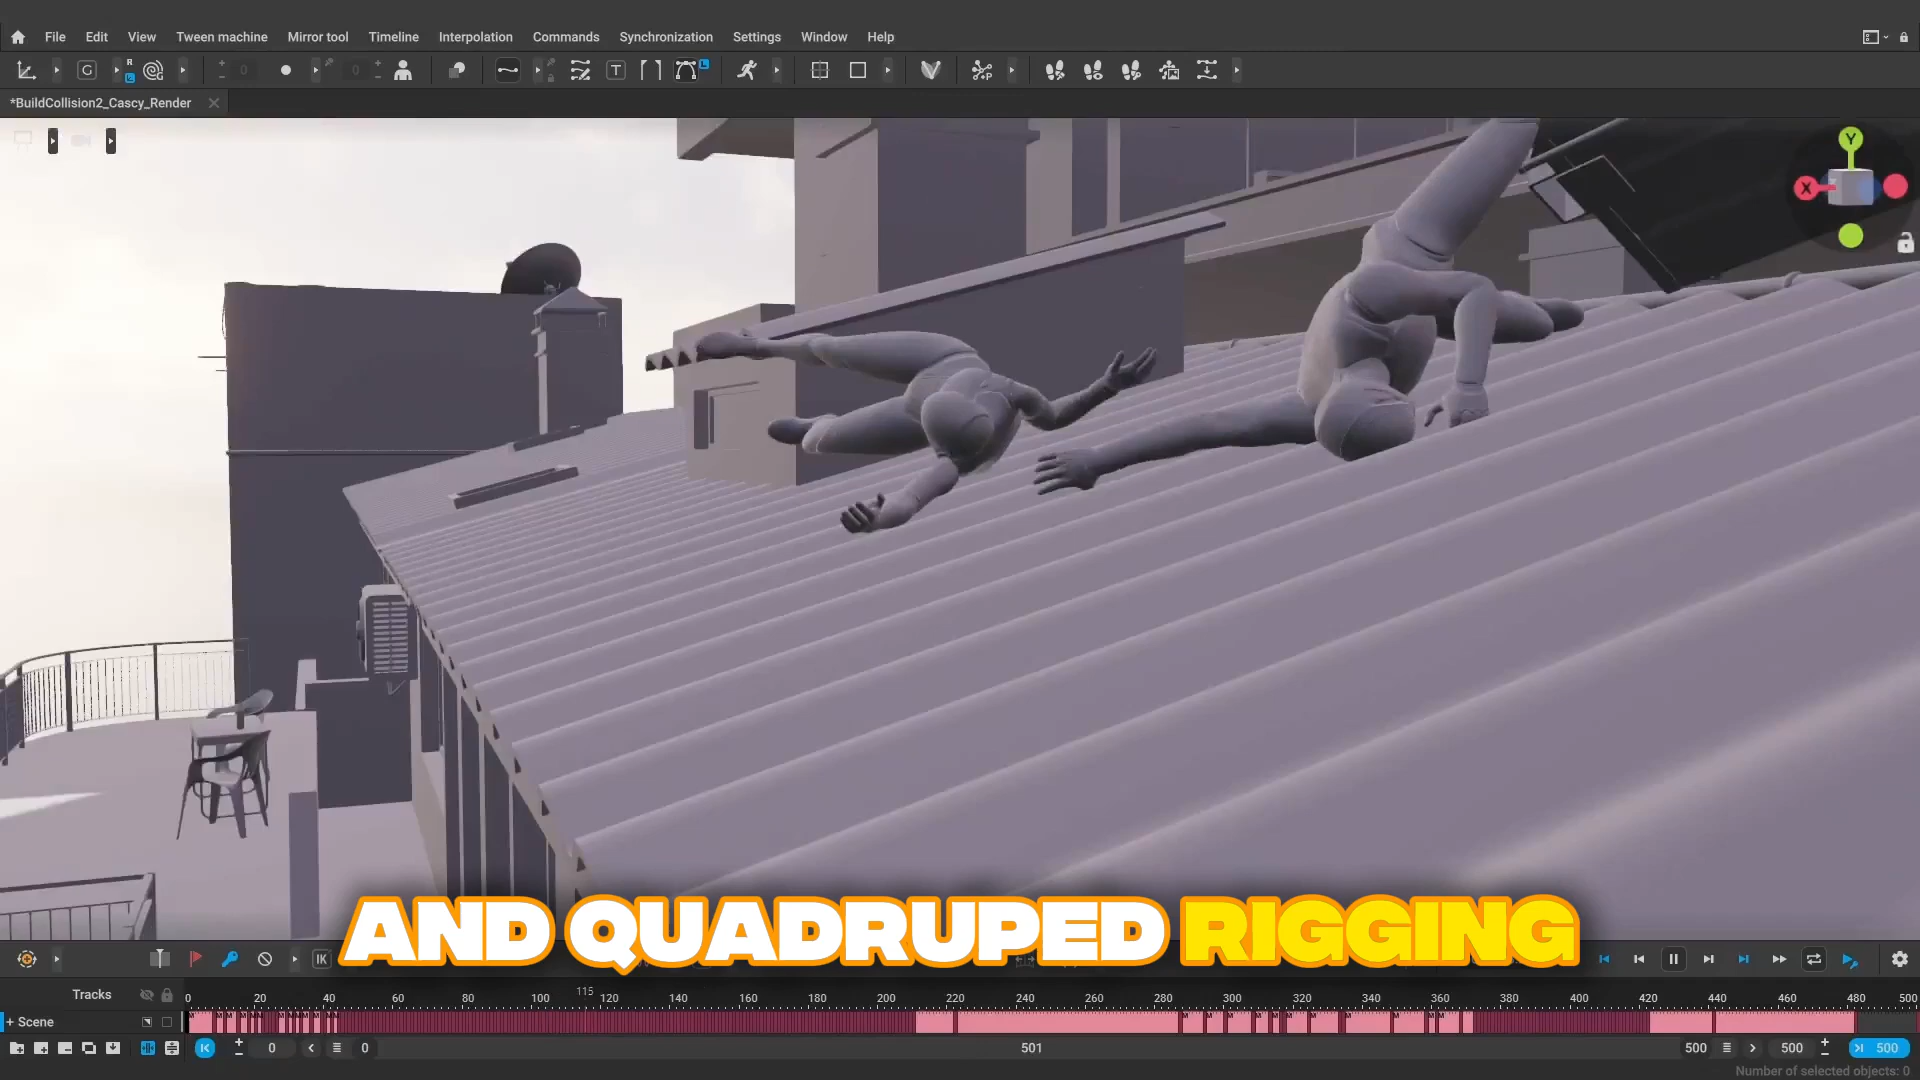 File Edit View Tween machine Mirror tool Timeline Interpolation Commands Synchronization Settings Window Help
*BuildCollision2_Cascy_Render
Y
X
AND QUADRUPED RIGGING
IK
115
Tracks 0 20 40 60 80 100 120 140 160 180 200 220 240 260 280 300 320 340 360 380 400 420 440 460 480 500
+ Scene
0 0 501 500 500 500
Number of selected objects: 0